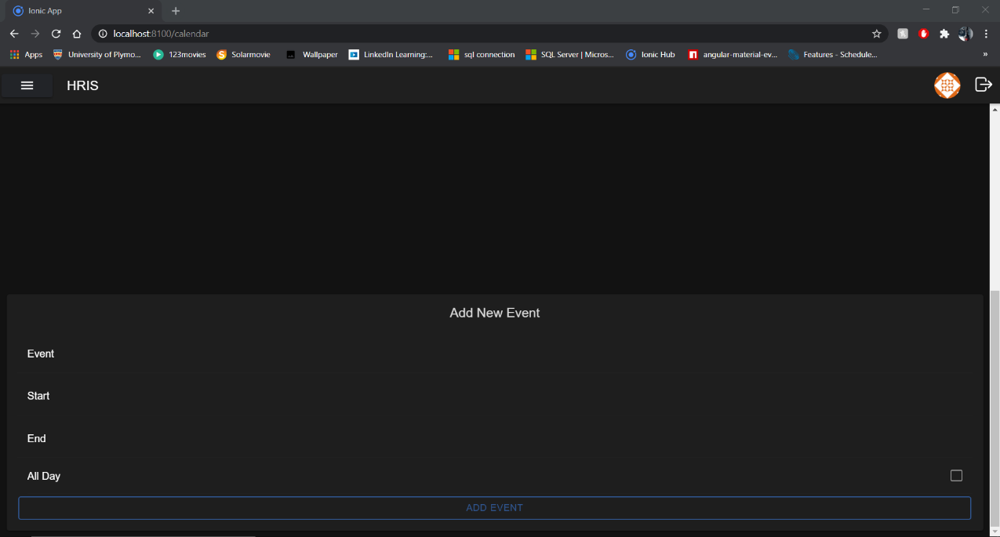 Ionic App
localhost:8100/calendar
Apps University of Plymo... 123movies Solarmovie Wallpaper LinkedIn Learning:... sql connection SQL Server | Micros... Ionic Hub angular-material-ev... Features - Schedule... »
HRIS
Add New Event
Event
Start
End
All Day
ADD EVENT